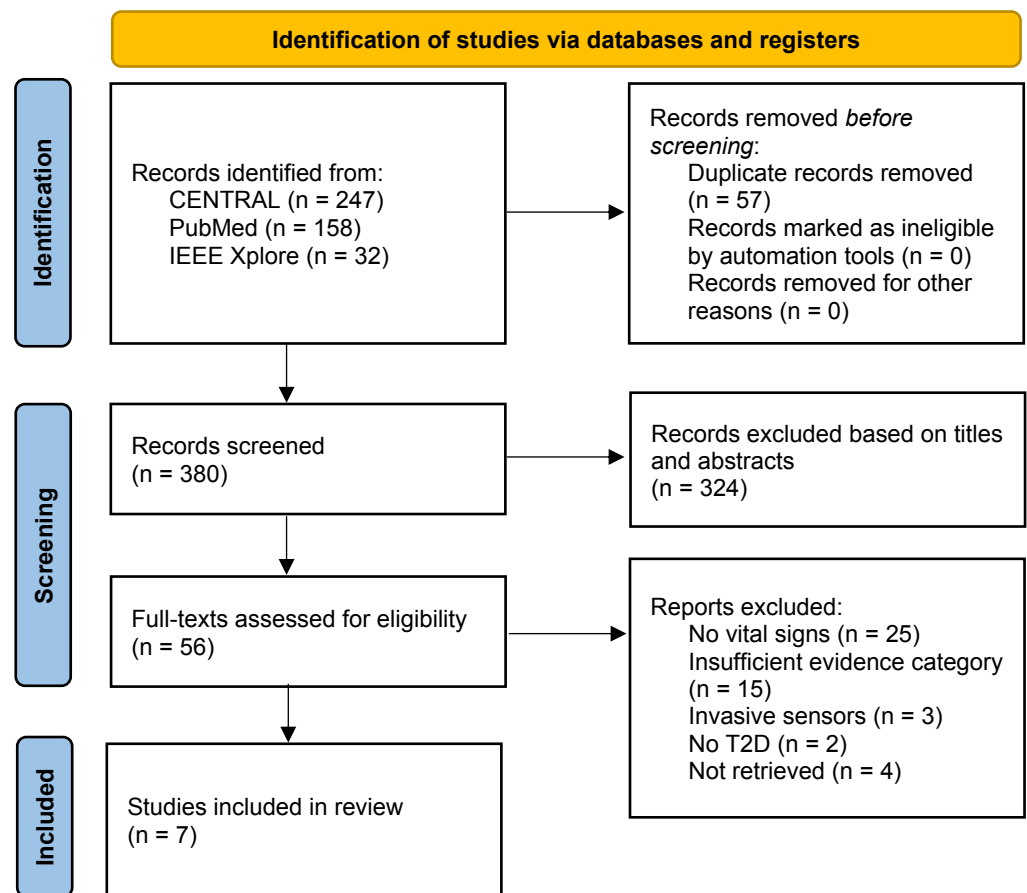 Identification of studies via databases and registers
Identification
Records identified from:
CENTRAL (n = 247)
PubMed (n = 158)
IEEE Xplore (n = 32)
Records removed before
screening:
Duplicate records removed
(n = 57)
Records marked as ineligible
by automation tools (n = 0)
Records removed for other
reasons (n = 0)
Screening
Records screened
(n = 380)
Records excluded based on titles
and abstracts
(n = 324)
Full-texts assessed for eligibility
(n = 56)
Reports excluded:
No vital signs (n = 25)
Insufficient evidence category
(n = 15)
Invasive sensors (n = 3)
No T2D (n = 2)
Not retrieved (n = 4)
Included
Studies included in review
(n = 7)